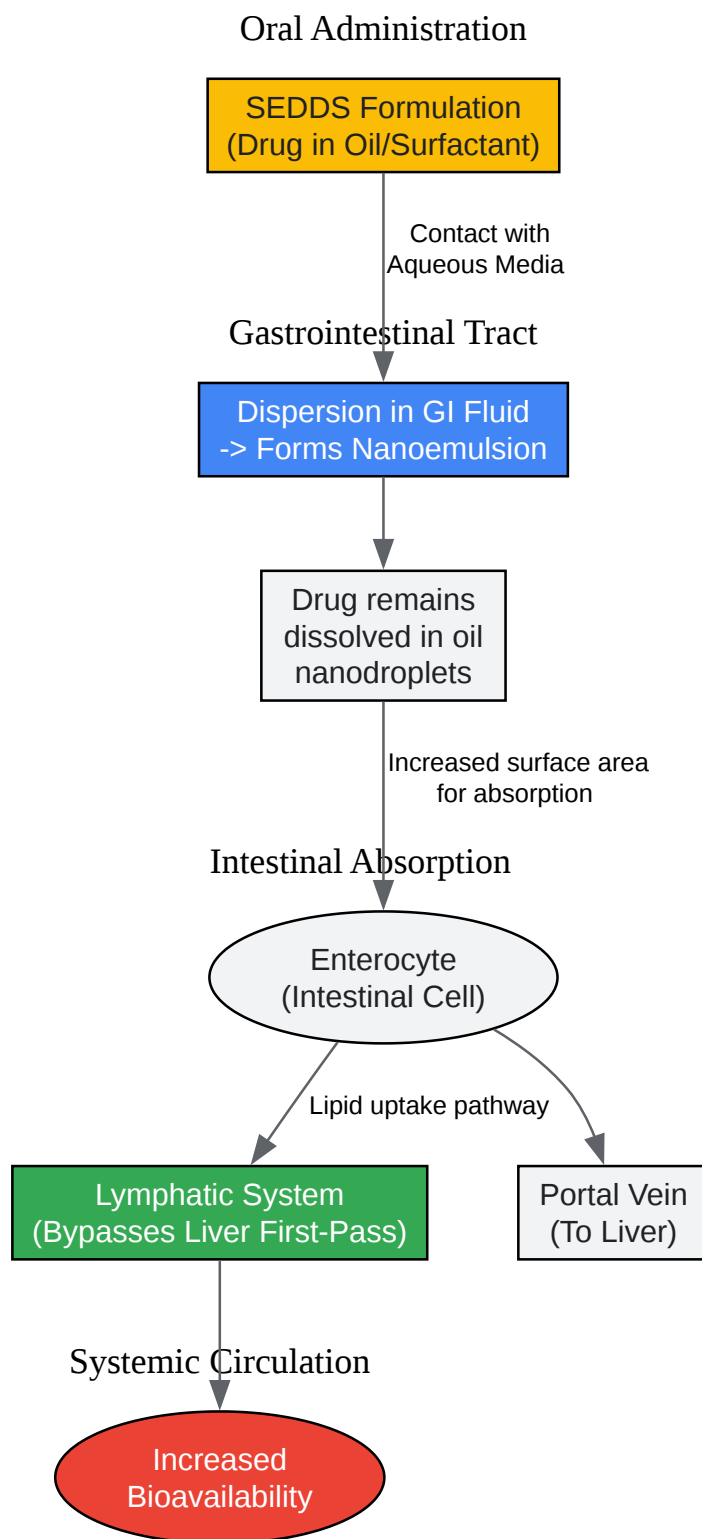 Oral Administration
SEDDS Formulation
(Drug in Oil/Surfactant)
Contact with
Aqueous Media
Gastrointestinal Tract
Dispersion in GI Fluid
-> Forms Nanoemulsion
Drug remains
dissolved in oil
nanodroplets
Increased surface area
for absorption
Intestinal Absorption
Enterocyte
(Intestinal Cell)
Lipid uptake pathway
Lymphatic System
(Bypasses Liver First-Pass)
Portal Vein
(To Liver)
Systemic Circulation
Increased
Bioavailability